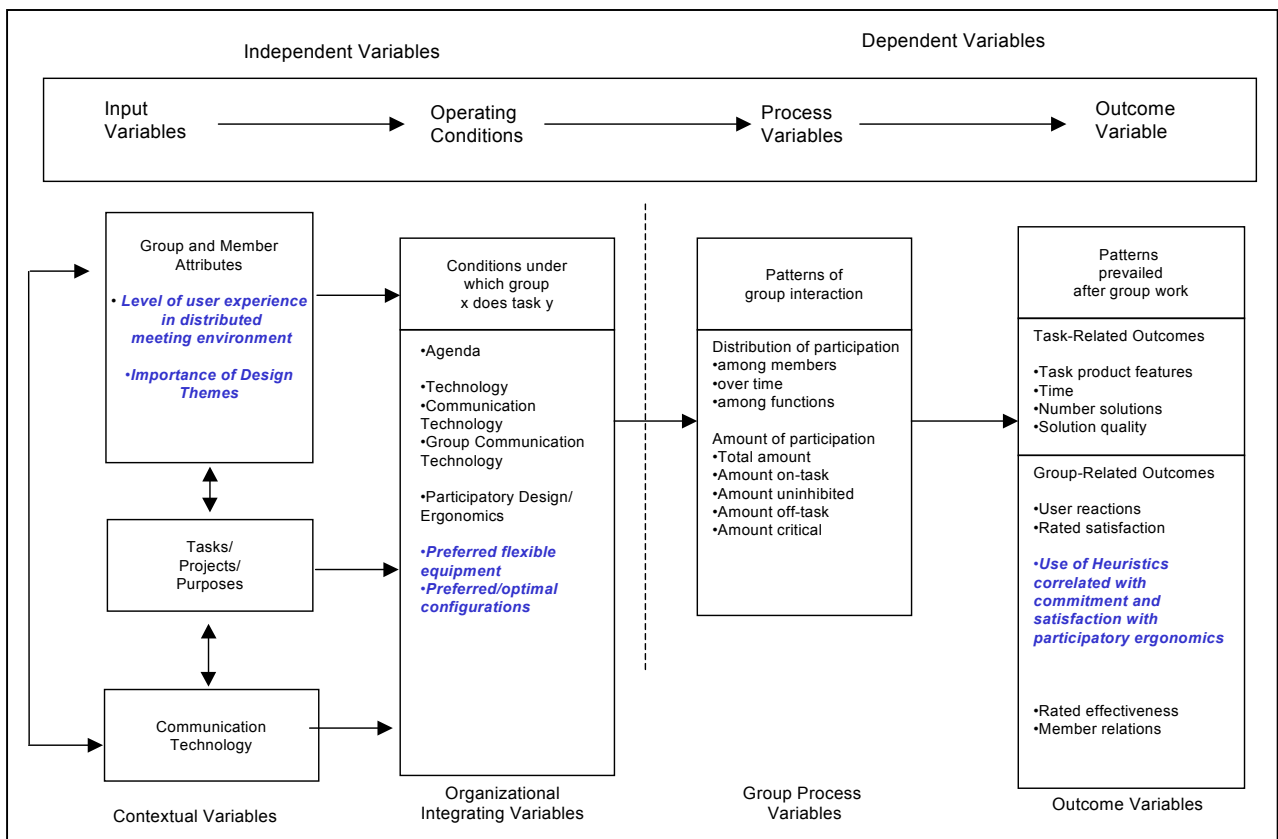 Independent Variables
Dependent Variables
Input
Variables
Operating
Conditions
Process
Variables
Outcome
Variable
Group and Member
Attributes
• Level of user experience
in distributed
meeting environment
•Importance of Design
Themes
Tasks/
Projects/
Purposes
Communication
Technology
Contextual Variables
Conditions under
which group
x does task y
•Agenda
•Technology
•Communication
Technology
•Group Communication
Technology
•Participatory Design/
Ergonomics
•Preferred flexible
equipment
•Preferred/optimal
configurations
Organizational
Integrating Variables
Patterns of
group interaction
Distribution of participation
•among members
•over time
•among functions
Amount of participation
•Total amount
•Amount on-task
•Amount uninhibited
•Amount off-task
•Amount critical
Group Process
Variables
Patterns
prevailed
after group work
Task-Related Outcomes
•Task product features
•Time
•Number solutions
•Solution quality
Group-Related Outcomes
•User reactions
•Rated satisfaction
•Use of Heuristics
correlated with
commitment and
satisfaction with
participatory ergonomics
•Rated effectiveness
•Member relations
Outcome Variables